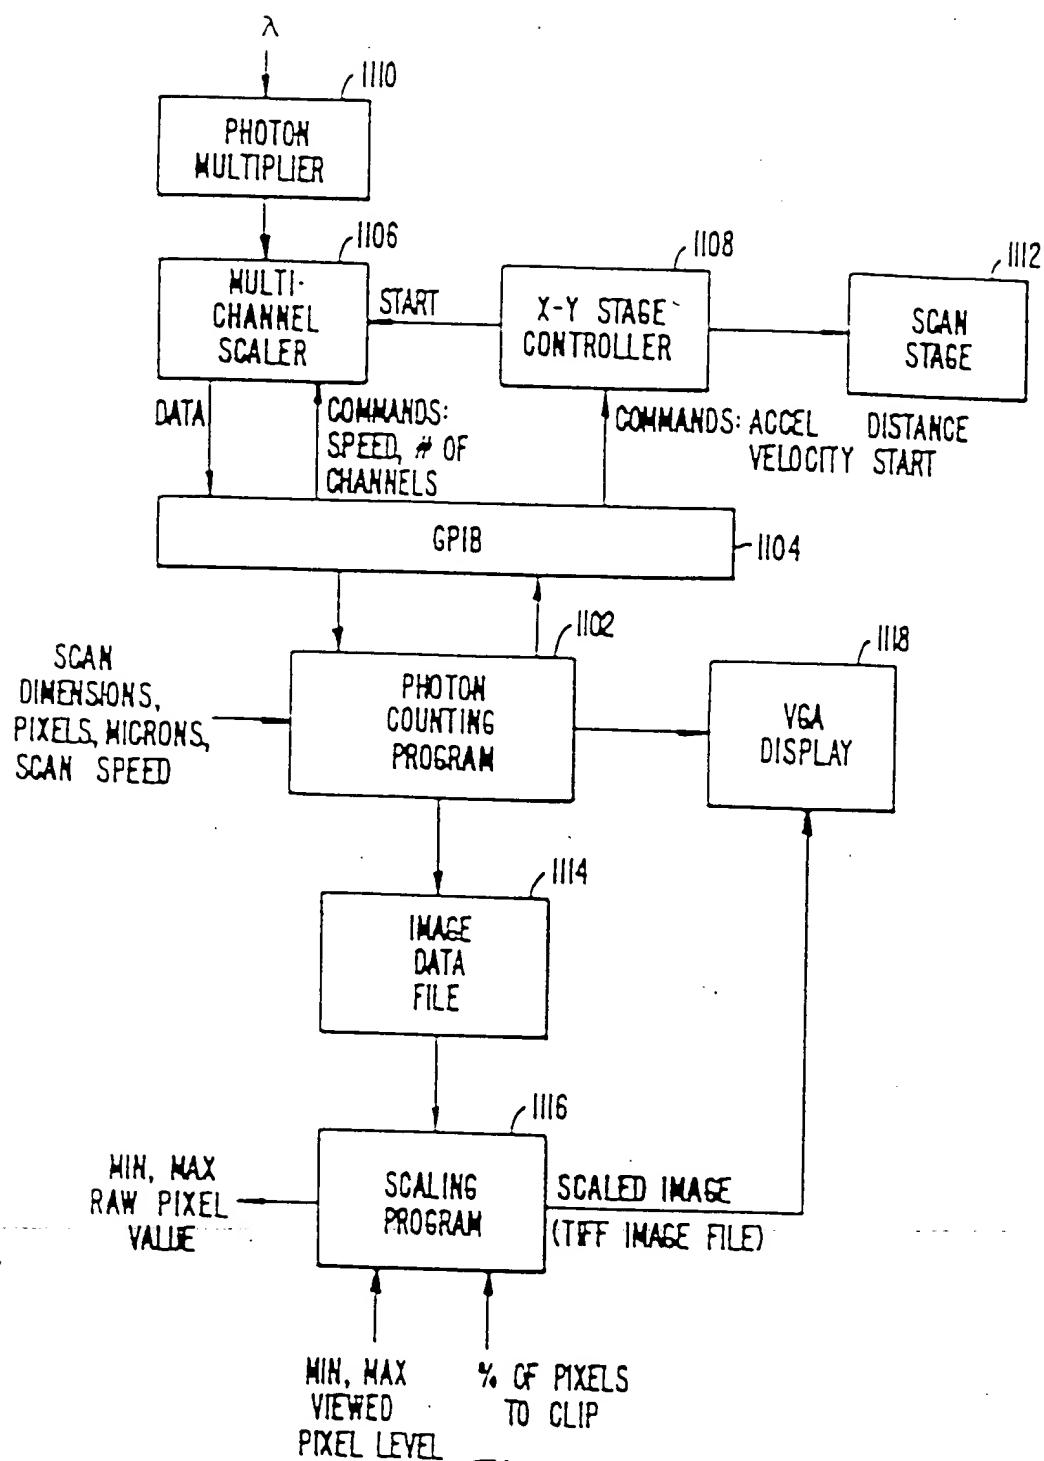 λ
1110
PHOTON
MULTIPLIER
1106
MULTI-
CHANNEL
SCALER
START
1108
X-Y STAGE
CONTROLLER
1112
SCAN
STAGE
DATA
COMMANDS:
SPEED, # OF
CHANNELS
COMMANDS: ACCEL DISTANCE
VELOCITY START
GPIB
1104
1102
SCAN
DIMENSIONS,
PIXELS, MICRONS,
SCAN SPEED
PHOTON
COUNTING
PROGRAM
1118
VGA
DISPLAY
1114
IMAGE
DATA
FILE
1116
MIN, MAX
RAW PIXEL
VALUE
SCALING
PROGRAM
SCALED IMAGE
(TIFF IMAGE FILE)
MIN, MAX
VIEWED
PIXEL LEVEL
% OF PIXELS
TO CLIP